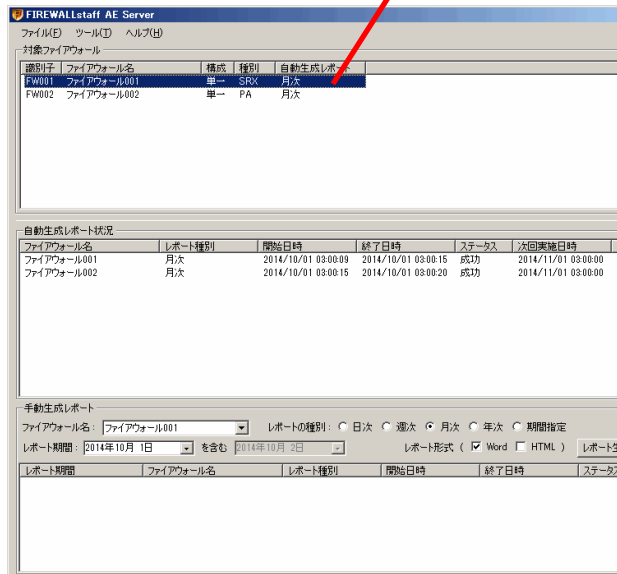 FIREWALLstaff AE Server
ファイル(F) ツール(T) ヘルプ(H)
対象ファイアウォール
識別子 ファイアウォール名 構成 種別 自動生成レポート
FW001 ファイアウォール001 単一 SRX 月次
FW002 ファイアウォール002 単一 PA 月次
自動生成レポート状況
ファイアウォール名 レポート種別 開始日時 終了日時 ステータス 次回実施日時
ファイアウォール001 月次 2014/10/01 03:00:09 2014/10/01 03:00:15 成功 2014/11/01 03:00:00
ファイアウォール002 月次 2014/10/01 03:00:15 2014/10/01 03:00:20 成功 2014/11/01 03:00:00
手動生成レポート
ファイアウォール名: ファイアウォール001 レポートの種別: 日次 週次 月次 年次 期間指定
レポート期間: 2014年10月 1日 を含む 2014年10月 2日 レポート形式 ( Word HTML ) レポート生
レポート期間 ファイアウォール名 レポート種別 開始日時 終了日時 ステータス